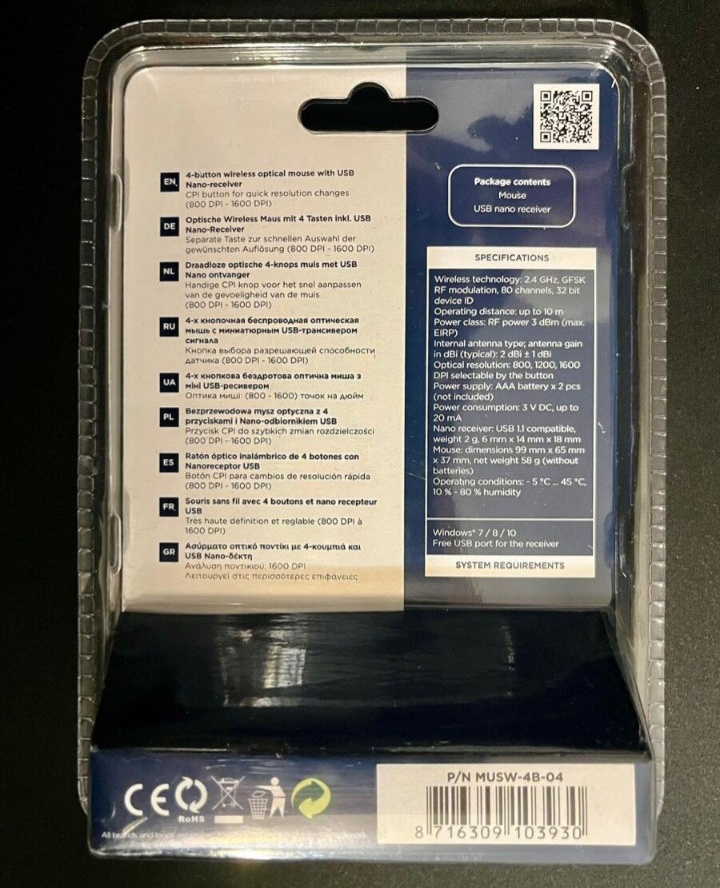 EN
4-button wireless optical mouse with USB
Nano-receiver
CPI button for quick resolution changes
(800 DPI - 1600 DPI)
DE
Optische Wireless Maus mit 4 Tasten inkl. USB
Nano-Receiver
Separate Taste zur schnellen Auswahl der
gewünschten Auflösung (800 DPI - 1600 DPI)
NL
Draadloze optische 4-knops muis met USB
Nano ontvanger
Handige CPI knop voor het snel aanpassen
van de gevoeligheid van de muis
(800 DPI - 1600 DPI)
RU
4-х кнопочная беспроводная оптическая
мышь с миниатюрным USB-трансивером
сигнала
Кнопка выбора разрешающей способности
датчика (800 DPI - 1600 DPI)
UA
4-х кнопкова бездротова оптична миша з
міні USB-ресивером
Оптика миші: (800 - 1600) точок на дюйм
PL
Bezprzewodowa mysz optyczna z 4
przyciskami i Nano-odbiornikiem USB
Przycisk CPI do szybkich zmian rozdzielczości
(800 DPI - 1600 DPI)
ES
Ratón óptico inalámbrico de 4 botones con
Nanoreceptor USB
Botón CPI para cambios de resolución rápida
(800 DPI - 1600 DPI)
FR
Souris sans fil avec 4 boutons et nano recepteur
USB
Très haute définition et reglable (800 DPI à
1600 DPI)
GR
Ασύρματο οπτικό ποντίκι με 4-κουμπιά και
USB Nano-δέκτη
Ανάλυση ποντικιού: 1600 DPI
Λειτουργεί στις περισσότερες επιφάνειες
Package contents
Mouse
USB nano receiver
SPECIFICATIONS
Wireless technology: 2.4 GHz, GFSK
RF modulation, 80 channels, 32 bit
device ID
Operating distance: up to 10 m
Power class: RF power 3 dBm (max.
EIRP)
Internal antenna type; antenna gain
in dBi (typical): 2 dBi ± 1 dBi
Optical resolution: 800, 1200, 1600
DPI selectable by the button
Power supply: AAA battery x 2 pcs
(not included)
Power consumption: 3 V DC, up to
20 mA
Nano receiver: USB 1.1 compatible,
weight 2 g, 6 mm x 14 mm x 18 mm
Mouse: dimensions 99 mm x 65 mm
x 37 mm, net weight 58 g (without
batteries)
Operating conditions: - 5 °C ... 45 °C,
10 % - 80 % humidity
Windows® 7 / 8 / 10
Free USB port for the receiver
SYSTEM REQUIREMENTS
CE
RoHS
All brands and
P/N MUSW-4B-04
8 716309 103930